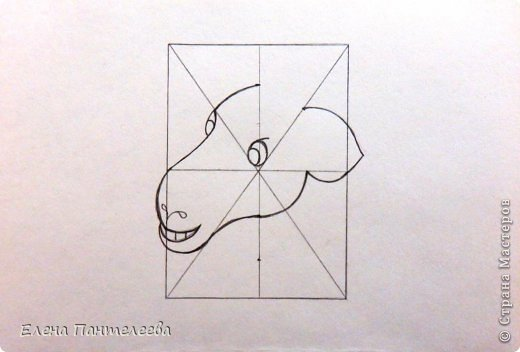 Елена Пантелеева
© Страна Мастеров